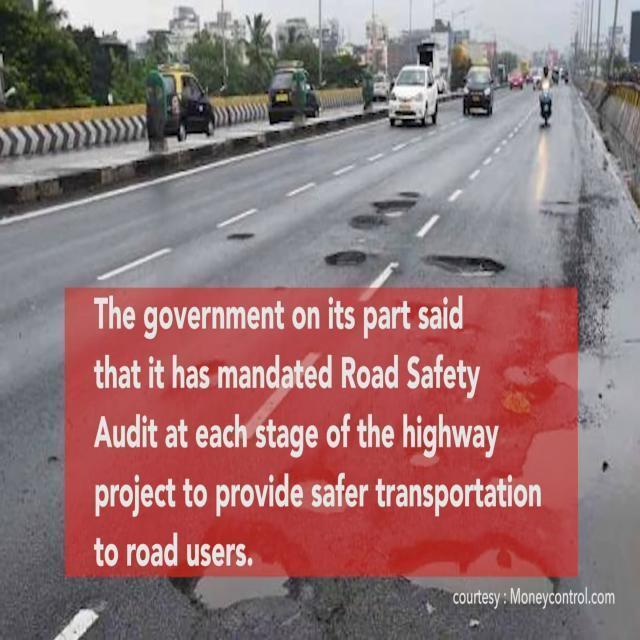 The government on its part said
that it has mandated Road Safety
Audit at each stage of the highway
project to provide safer transportation
to road users.
courtesy : Moneycontrol.com